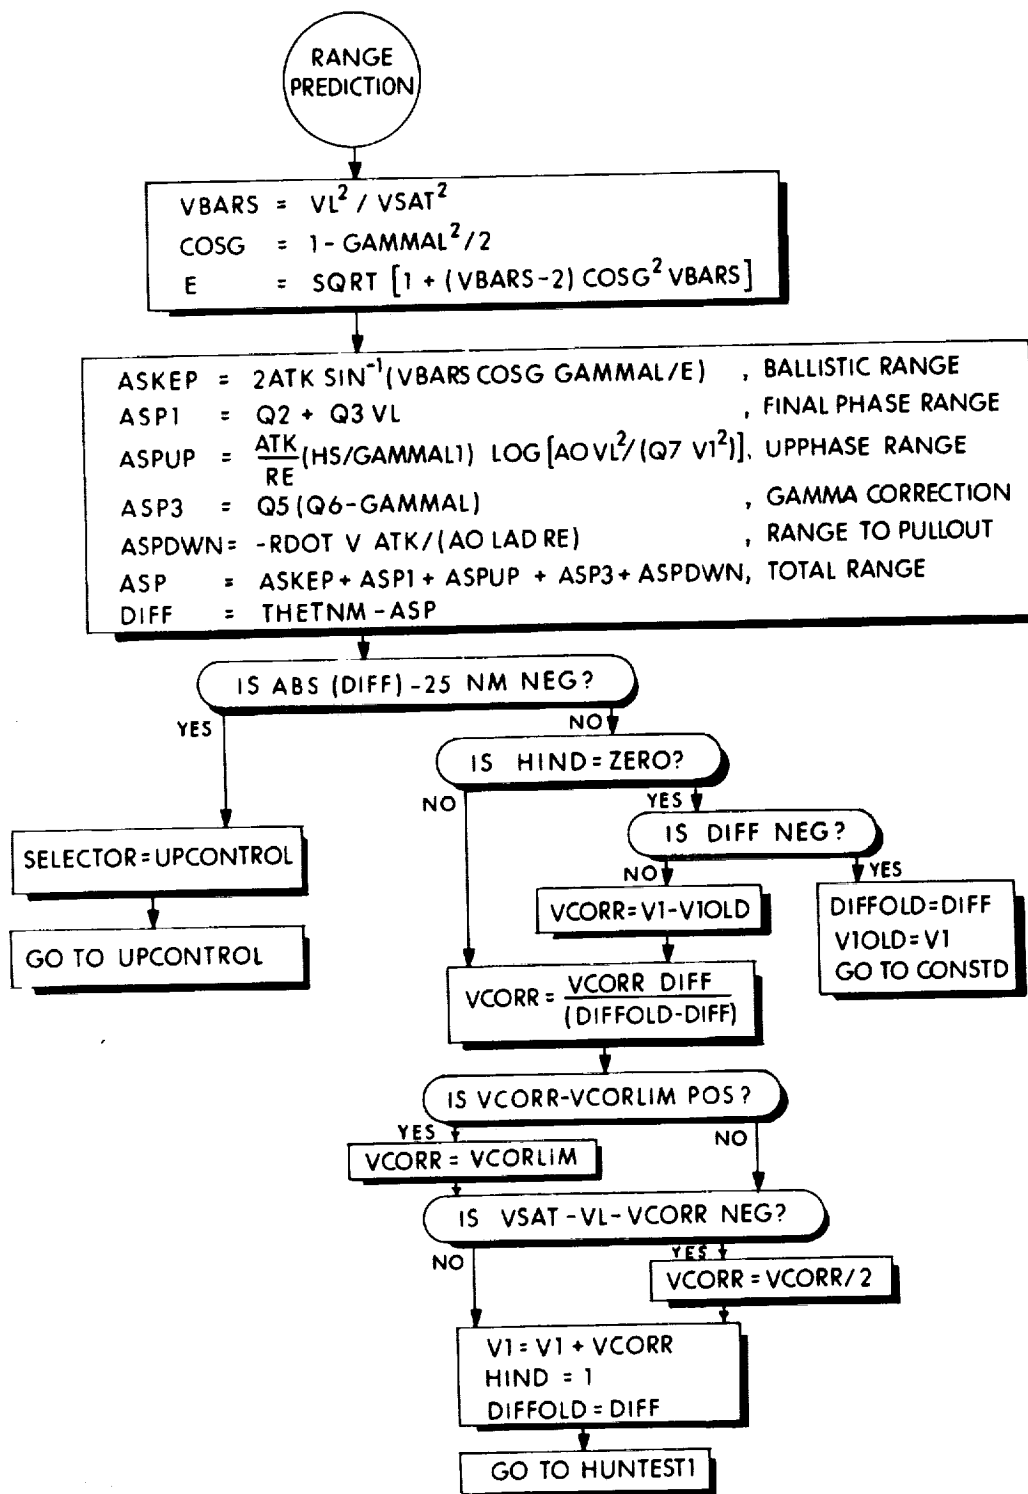 RANGE
PREDICTION
VBARS = VL² / VSAT²
COSG = 1 - GAMMAL²/2
E = SQRT [1 + (VBARS-2) COSG² VBARS]
ASKEP = 2ATK SIN⁻¹(VBARS COSG GAMMAL/E) , BALLISTIC RANGE
ASP1 = Q2 + Q3 VL , FINAL PHASE RANGE
ASPUP = ATK/RE (HS/GAMMAL1) LOG [AO VL²/(Q7 V1²)], UPPHASE RANGE
ASP3 = Q5 (Q6-GAMMAL) , GAMMA CORRECTION
ASPDWN = -RDOT V ATK/(AO LAD RE) , RANGE TO PULLOUT
ASP = ASKEP + ASP1 + ASPUP + ASP3 + ASPDWN, TOTAL RANGE
DIFF = THETNM - ASP
IS ABS (DIFF) - 25 NM NEG?
YES
NO
IS HIND = ZERO?
NO
YES
IS DIFF NEG?
NO
YES
SELECTOR = UPCONTROL
VCORR = V1 - V1OLD
DIFFOLD = DIFF
V1OLD = V1
GO TO CONSTD
GO TO UPCONTROL
VCORR = VCORR DIFF
(DIFFOLD-DIFF)
IS VCORR-VCORLIM POS?
YES
NO
VCORR = VCORLIM
IS VSAT - VL - VCORR NEG?
NO
YES
VCORR = VCORR / 2
V1 = V1 + VCORR
HIND = 1
DIFFOLD = DIFF
GO TO HUNTEST1